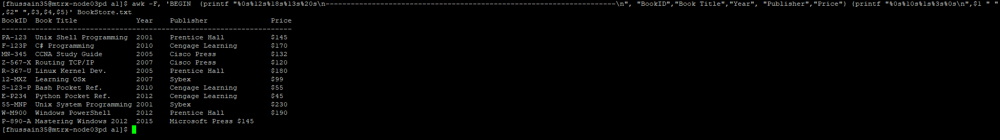 [fhussain35@mtrx-node03pd a1]$ awk -F, 'BEGIN  {printf "%0s%12s%18s%13s%20s\n---------------------------------------------------------------------\n", "BookID","Book Title","Year", "Publisher","Price"} {printf "%0s%10s%1s%3s%0s\n",$1 " "
,$2" ",$3,$4,$5}' BookStore.txt
BookID  Book Title              Year    Publisher               Price
---------------------------------------------------------------------
PA-123  Unix Shell Programming  2001    Prentice Hall           $145
F-123P  C# Programming          2010    Cengage Learning        $170
MN-345  CCNA Study Guide        2005    Cisco Press             $132
Z-567-X Routing TCP/IP          2007    Cisco Press             $120
R-367-U Linux Kernel Dev.       2005    Prentice Hall           $180
12-MXZ  Learning OSx            2007    Sybex                   $99
S-123-P Bash Pocket Ref.        2010    Cengage Learning        $55
E-P234  Python Pocket Ref.      2012    Cengage Learning        $45
55-MNP  Unix System Programming 2001    Sybex                   $230
W-M900  Windows PowerShell      2012    Prentice Hall           $190
P-890-A Mastering Windows 2012  2015    Microsoft Press $145
[fhussain35@mtrx-node03pd a1]$